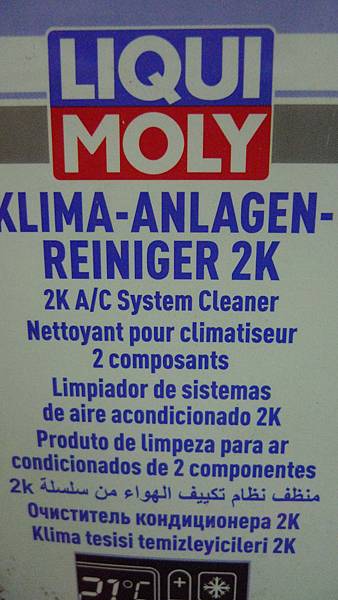 LIQUI
MOLY
KLIMA-ANLAGEN-
REINIGER 2K
2K A/C System Cleaner
Nettoyant pour climatiseur
2 composants
Limpiador de sistemas
de aire acondicionado 2K
Produto de limpeza para ar
condicionados de 2 componentes
منظف نظام تكييف الهواء من سلسلة 2k
Очиститель кондиционера 2K
Klima tesisi temizleyicileri 2K
21°C +